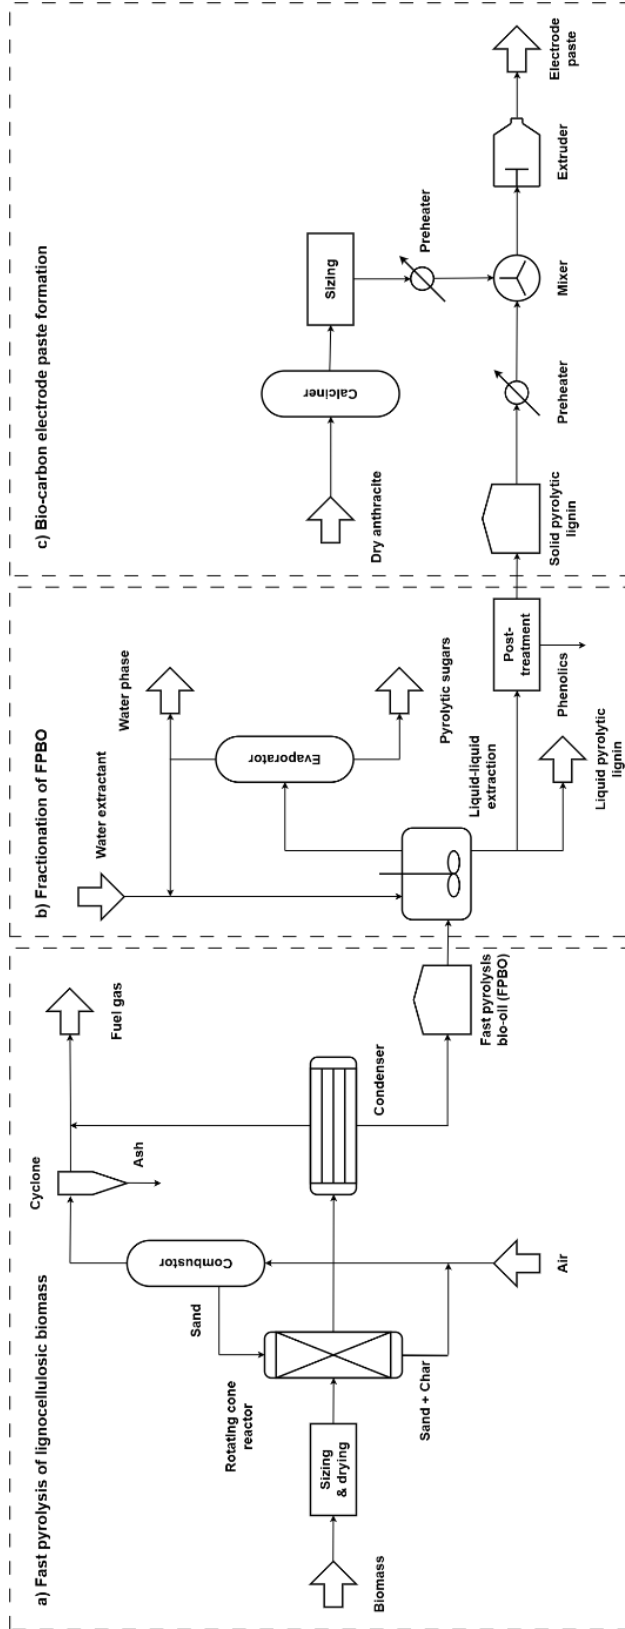 a) Fast pyrolysis of lignocellulosic biomass
Biomass
Sizing
& drying
Rotating cone
reactor
Sand
Sand + Char
Combustor
Air
Cyclone
Ash
Fuel gas
Condenser
Fast pyrolysis
bio-oil (FPBO)
b) Fractionation of FPBO
Water extractant
Water phase
Evaporator
Pyrolytic sugars
Liquid-liquid
extraction
Liquid pyrolytic
lignin
Post-
treatment
Phenolics
c) Bio-carbon electrode paste formation
Dry anthracite
Calciner
Sizing
Preheater
Solid pyrolytic
lignin
Preheater
Mixer
Extruder
Electrode
paste